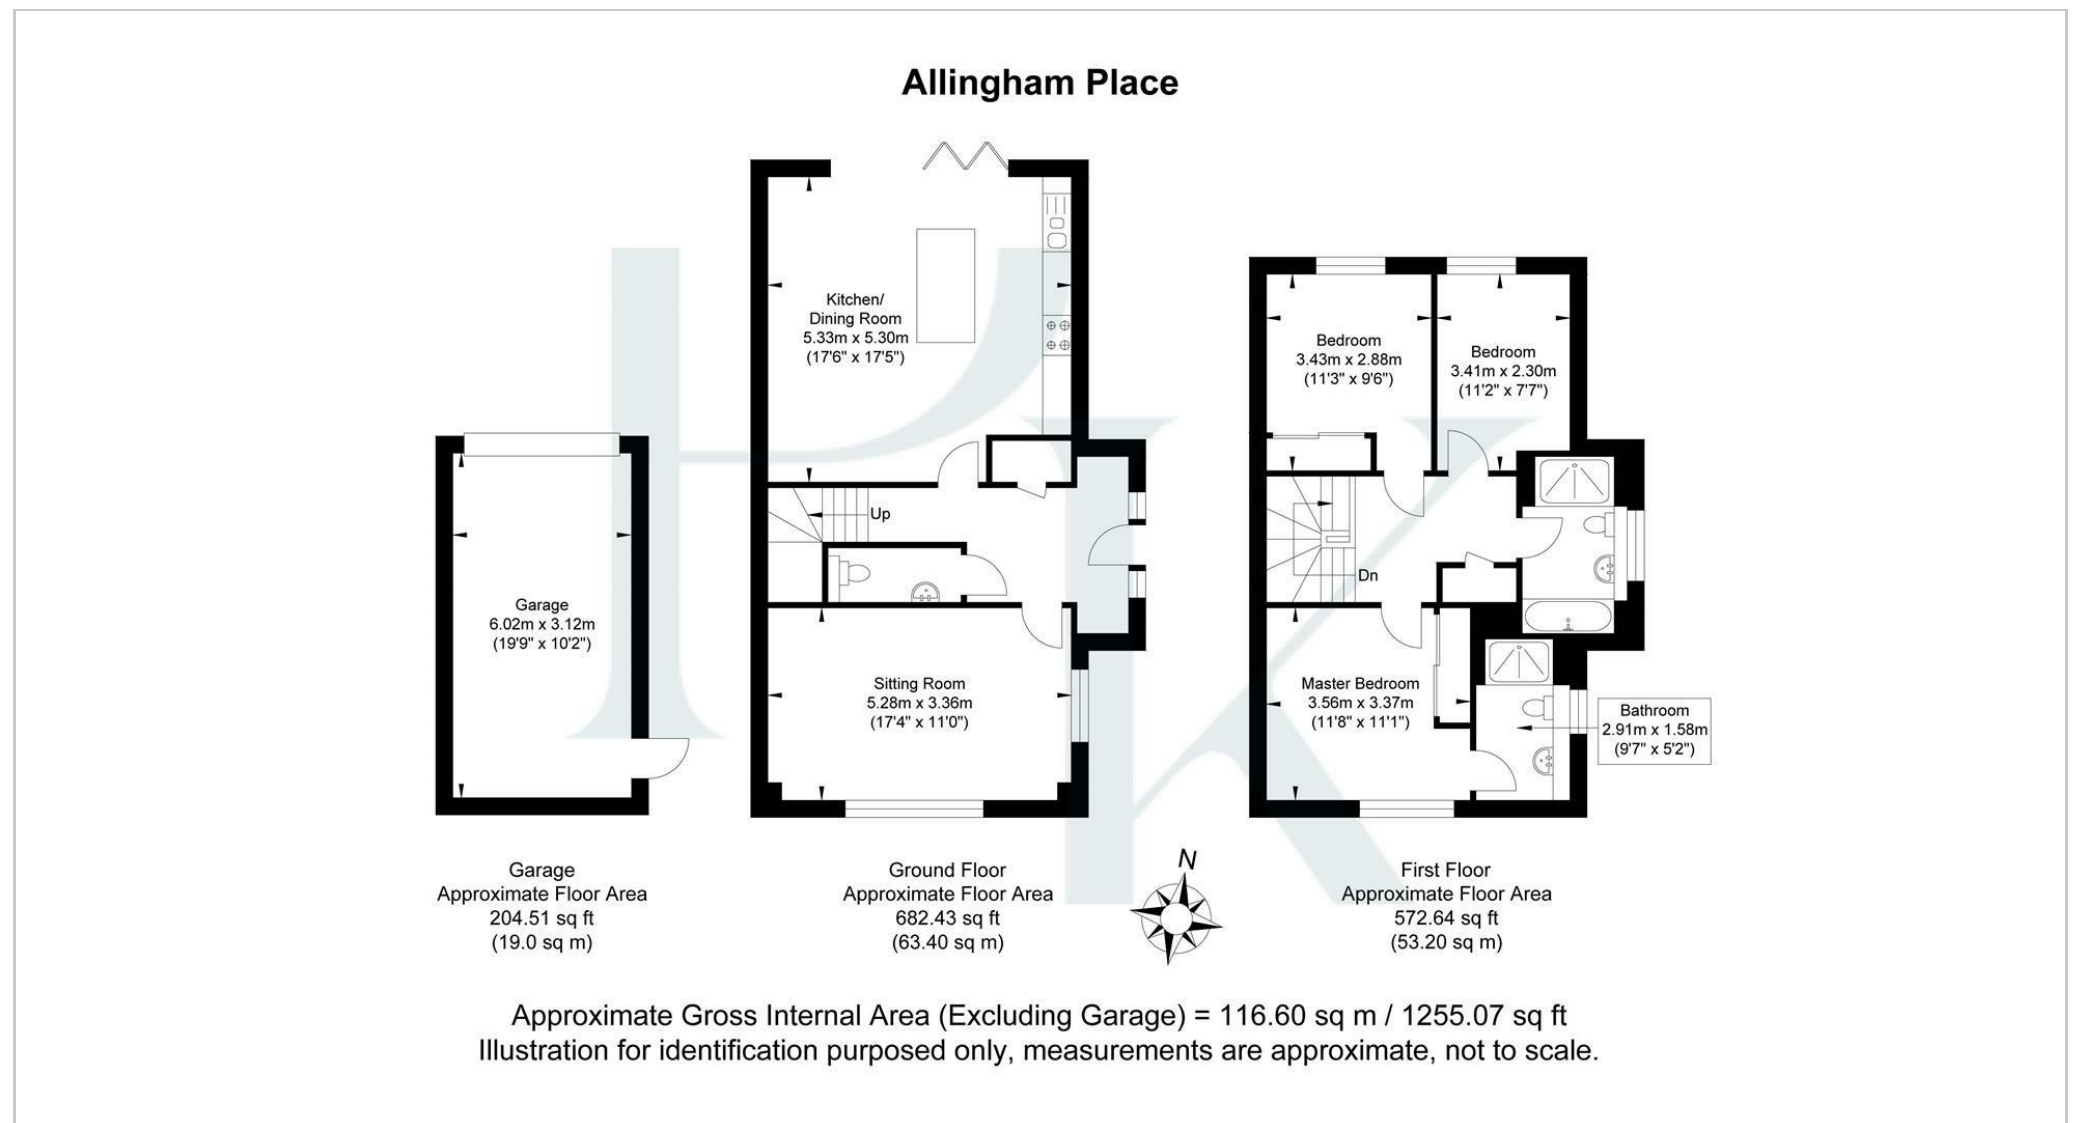 Allingham Place
Kitchen/
Dining Room
5.33m x 5.30m
(17'6" x 17'5")
Up
Garage
6.02m x 3.12m
(19'9" x 10'2")
Sitting Room
5.28m x 3.36m
(17'4" x 11'0")
Bedroom
3.43m x 2.88m
(11'3" x 9'6")
Bedroom
3.41m x 2.30m
(11'2" x 7'7")
Dn
Master Bedroom
3.56m x 3.37m
(11'8" x 11'1")
Bathroom
2.91m x 1.58m
(9'7" x 5'2")
Garage
Approximate Floor Area
204.51 sq ft
(19.0 sq m)
Ground Floor
Approximate Floor Area
682.43 sq ft
(63.40 sq m)
N
First Floor
Approximate Floor Area
572.64 sq ft
(53.20 sq m)
Approximate Gross Internal Area (Excluding Garage) = 116.60 sq m / 1255.07 sq ft
Illustration for identification purposed only, measurements are approximate, not to scale.